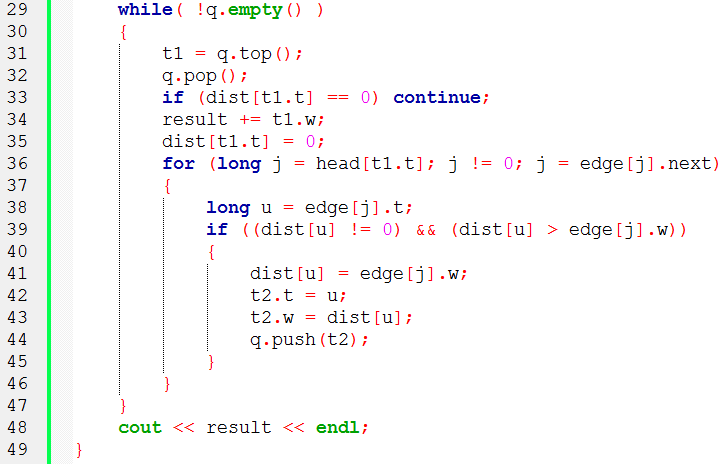 29 while( !q.empty() )
30 {
31 t1 = q.top();
32 q.pop();
33 if (dist[t1.t] == 0) continue;
34 result += t1.w;
35 dist[t1.t] = 0;
36 for (long j = head[t1.t]; j != 0; j = edge[j].next)
37 {
38 long u = edge[j].t;
39 if ((dist[u] != 0) && (dist[u] > edge[j].w))
40 {
41 dist[u] = edge[j].w;
42 t2.t = u;
43 t2.w = dist[u];
44 q.push(t2);
45 }
46 }
47 }
48 cout << result << endl;
49 }